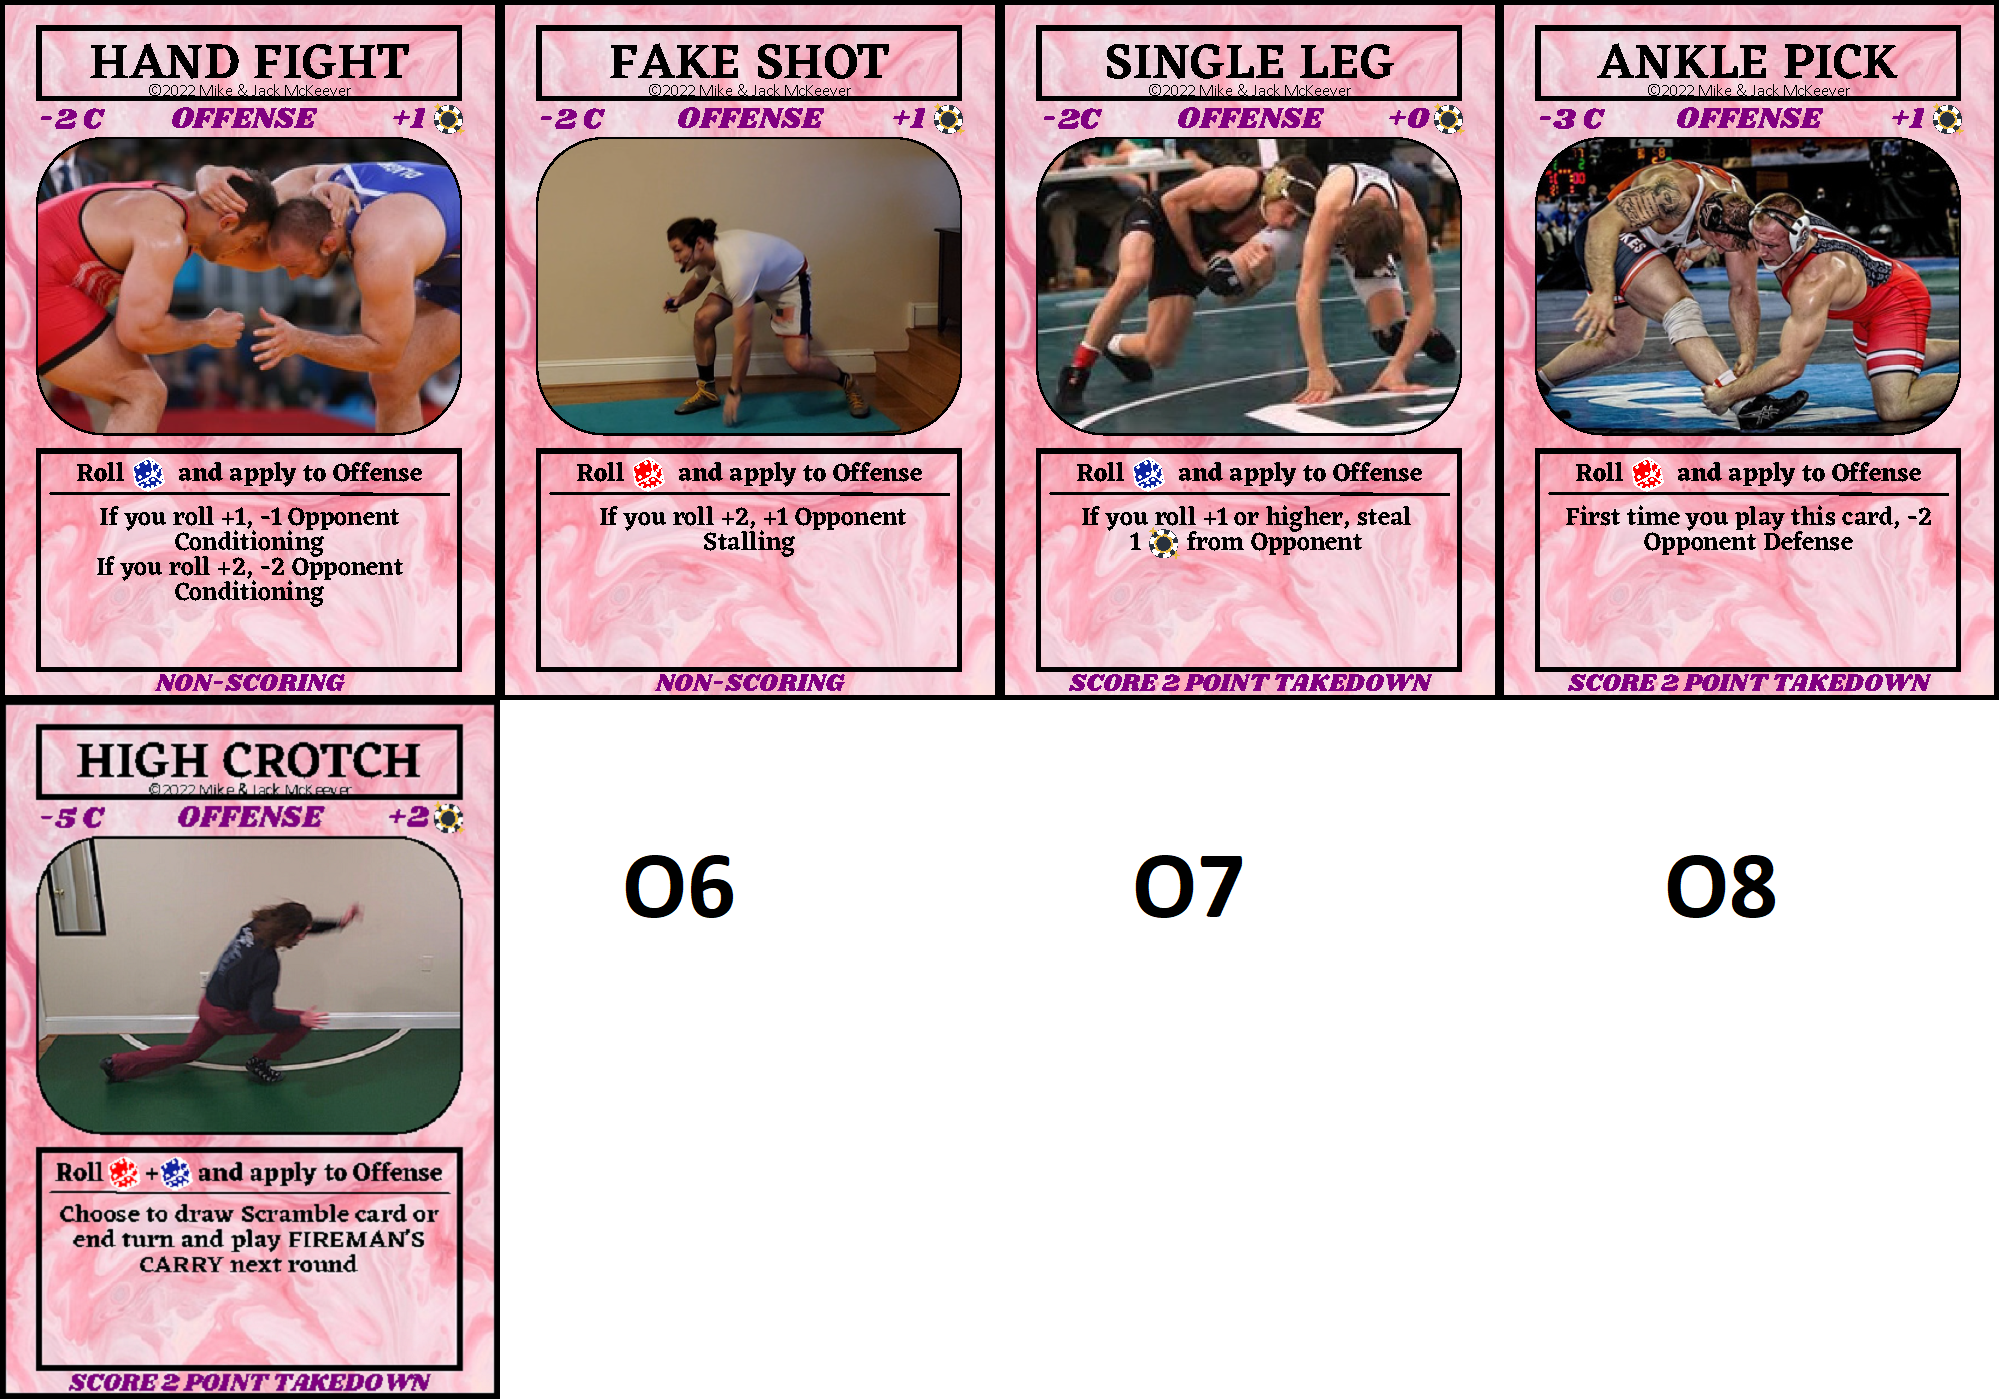 HAND FIGHT
©2022 Mike & Jack McKeever
-2 C OFFENSE +1
Roll and apply to Offense
If you roll +1, -1 Opponent
Conditioning
If you roll +2, -2 Opponent
Conditioning
NON-SCORING
FAKE SHOT
©2022 Mike & Jack McKeever
-2 C OFFENSE +1
Roll and apply to Offense
If you roll +2, +1 Opponent
Stalling
NON-SCORING
SINGLE LEG
©2022 Mike & Jack McKeever
-2C OFFENSE +0
Roll and apply to Offense
If you roll +1 or higher, steal
1 from Opponent
SCORE 2 POINT TAKEDOWN
ANKLE PICK
©2022 Mike & Jack McKeever
-3 C OFFENSE +1
Roll and apply to Offense
First time you play this card, -2
Opponent Defense
SCORE 2 POINT TAKEDOWN
HIGH CROTCH
©2022 Mike & Jack McKeever
-5 C OFFENSE +2
Roll + and apply to Offense
Choose to draw Scramble card or
end turn and play FIREMAN'S
CARRY next round
SCORE 2 POINT TAKEDOWN
O6
O7
O8